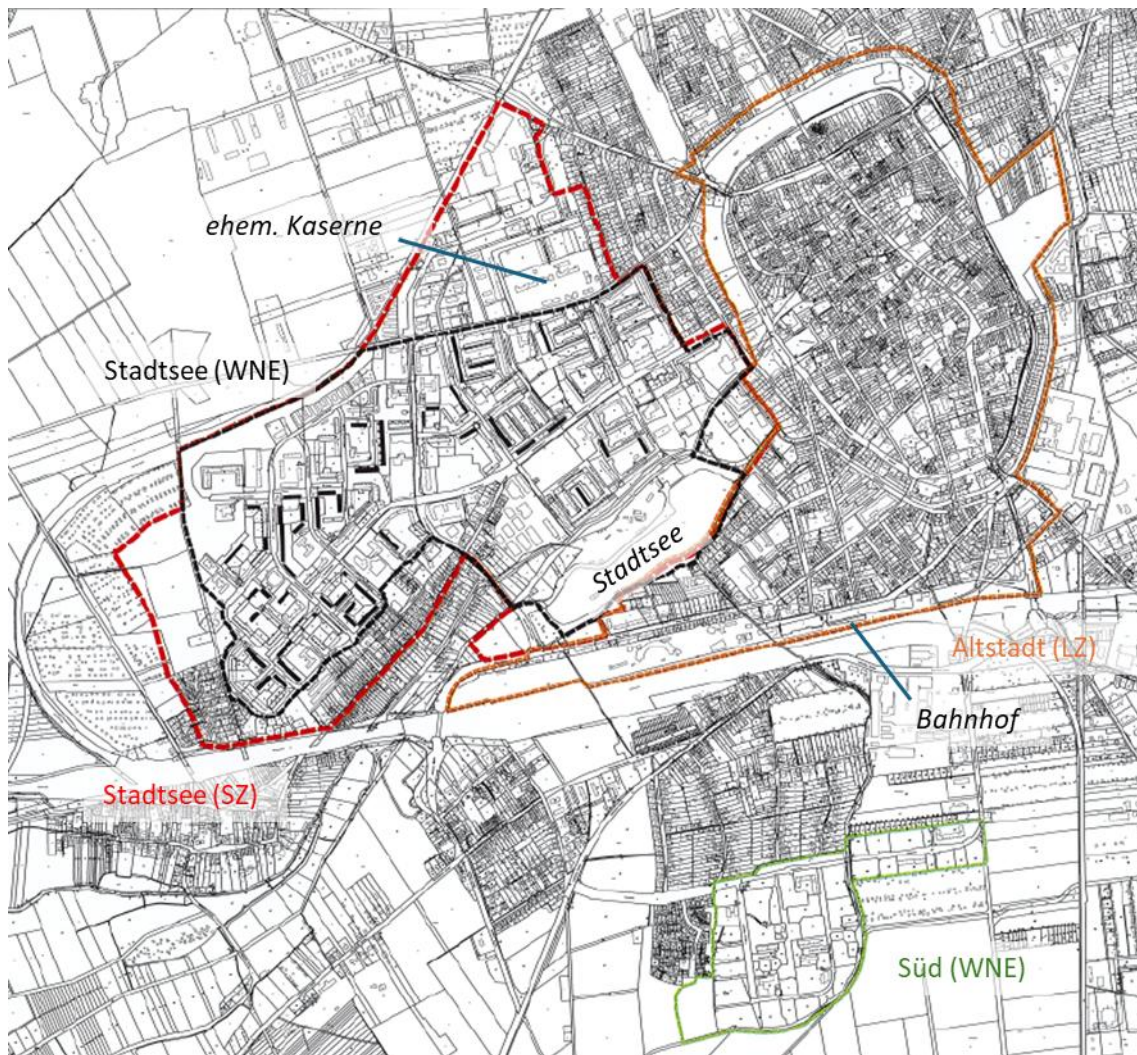 ehem. Kaserne
Stadtsee (WNE)
Stadtsee
Altstadt (LZ)
Bahnhof
Stadtsee (SZ)
Süd (WNE)